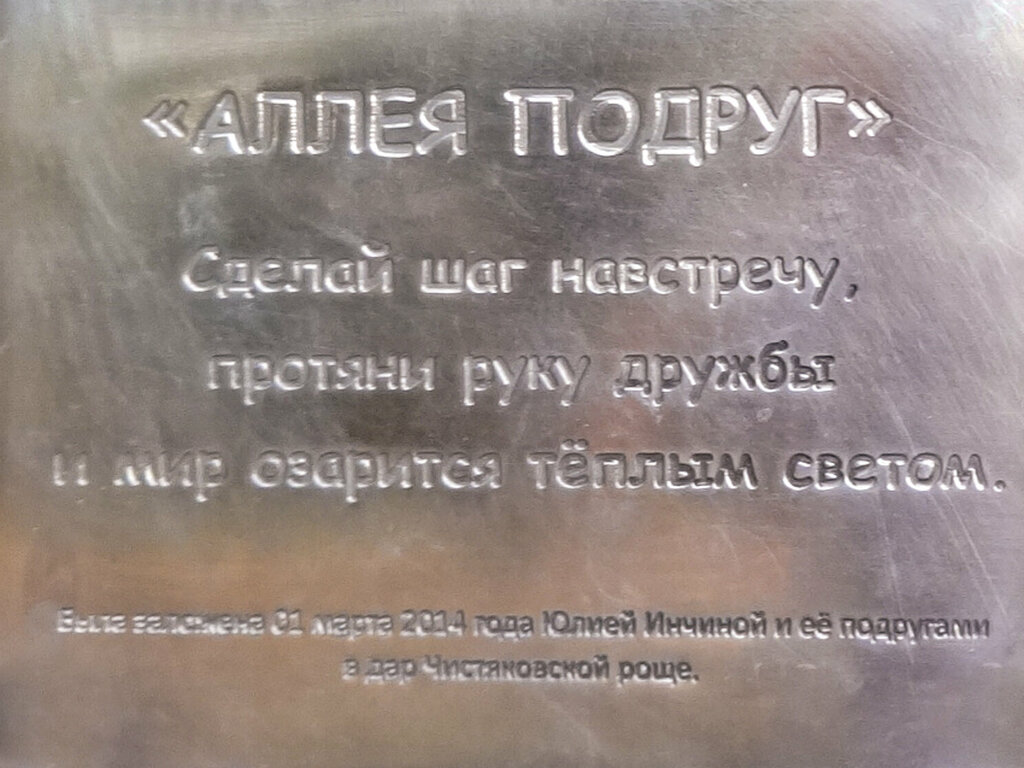 «АЛЛЕЯ ПОДРУГ»
Сделай шаг навстречу,
протяни руку дружбы
и мир озарится тёплым светом.
Была заложена 01 марта 2014 года Юлией Инчиной и её подругами
в дар Чистяковской роще.